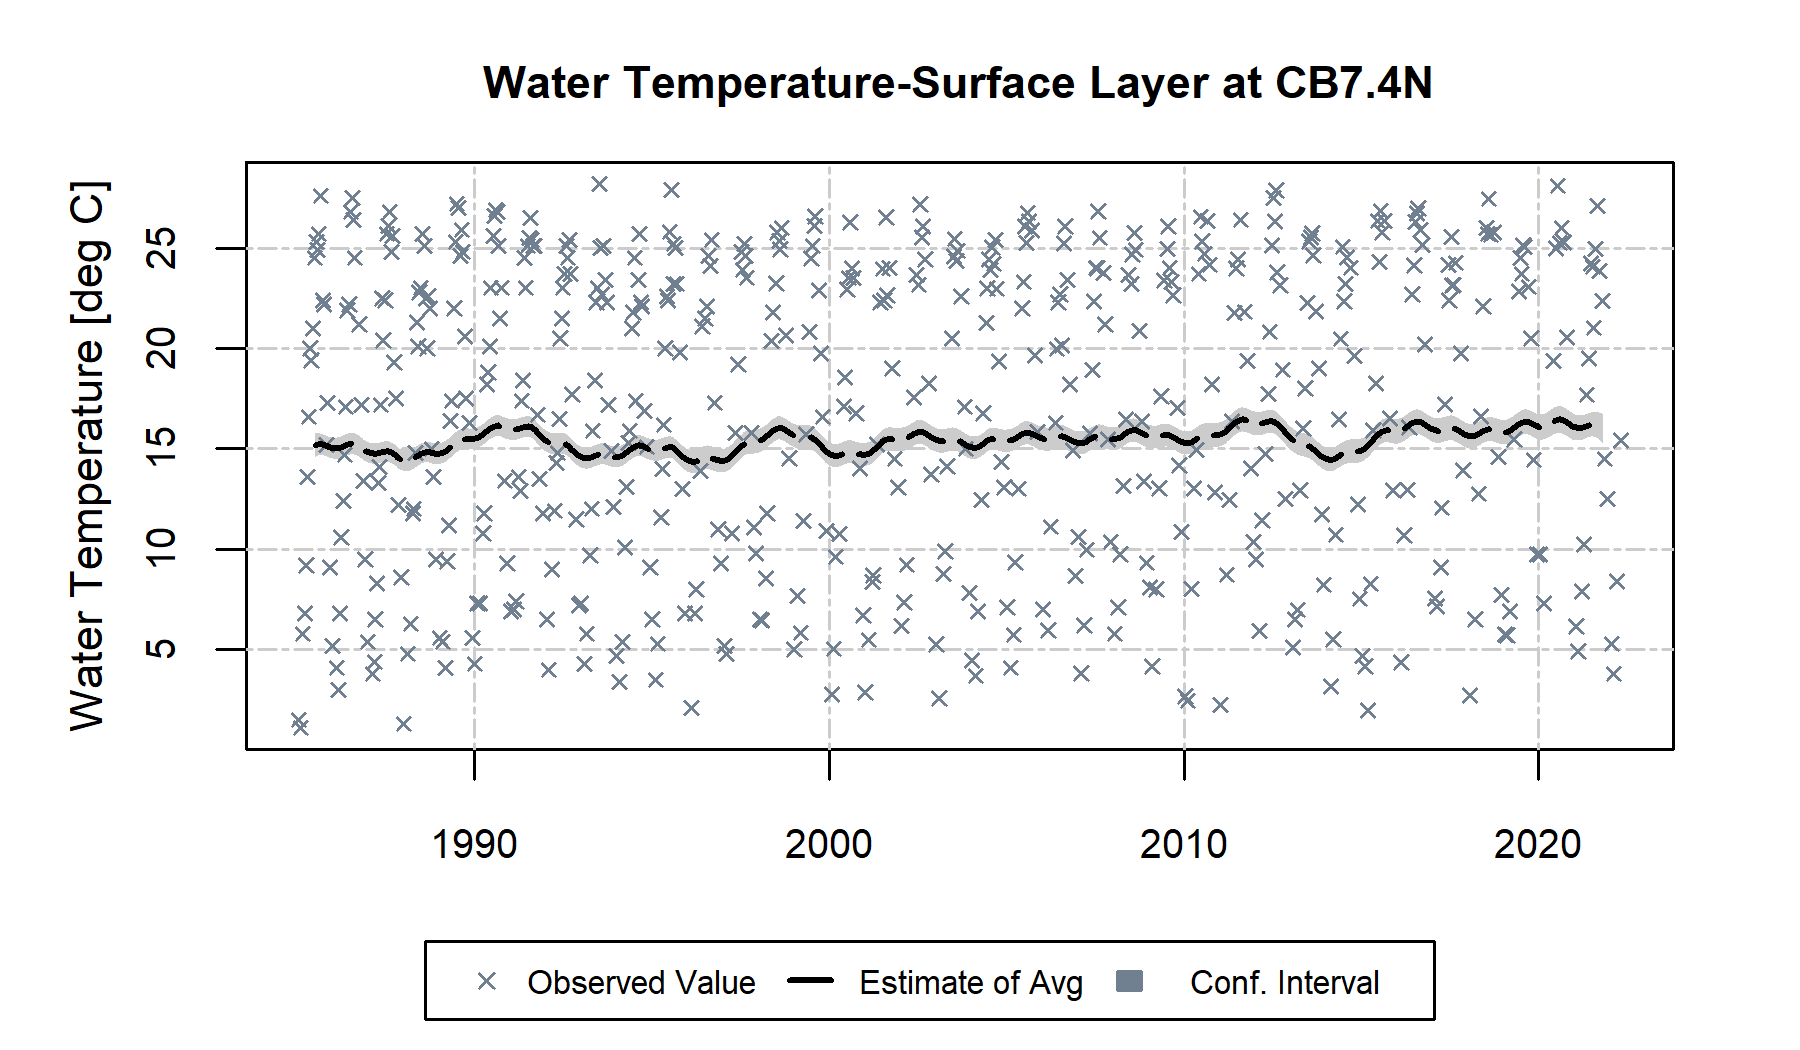 Water Temperature-Surface Layer at CB7.4N
Water Temperature [deg C]
25
20
15
10
5
1990 2000 2010 2020
Observed Value Estimate of Avg Conf. Interval